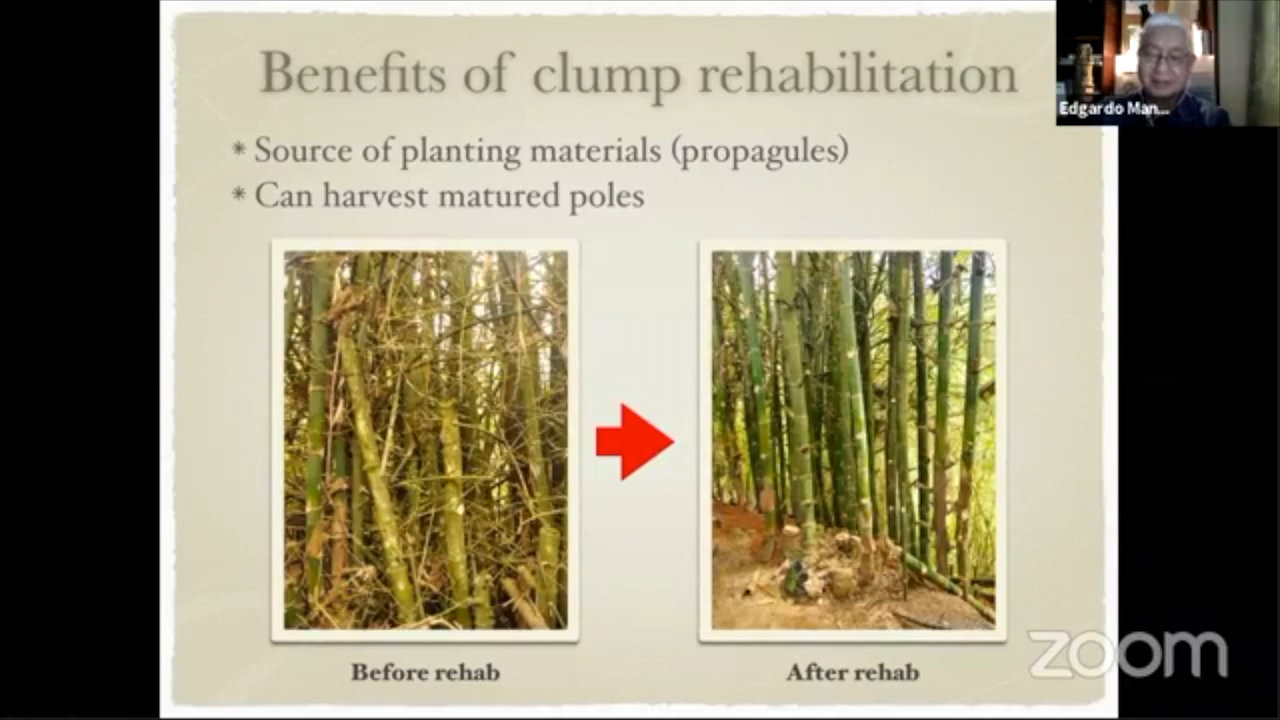 Benefits of clump rehabilitation
* Source of planting materials (propagules)
* Can harvest matured poles
Before rehab
After rehab
Edgardo Man...
zoom